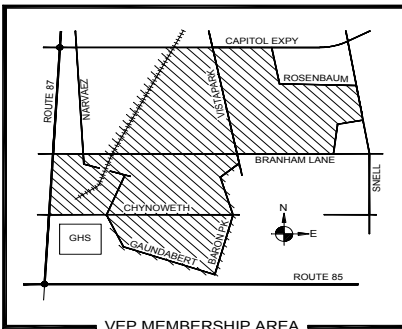 CAPITOL EXPY
ROSENBAUM
ROUTE 87
NARVAEZ
VISTAPARK
BRANHAM LANE
SNELL
CHYNOWETH
GHS
GAUNDABERT
BARON PK
N
E
ROUTE 85
VEP MEMBERSHIP AREA